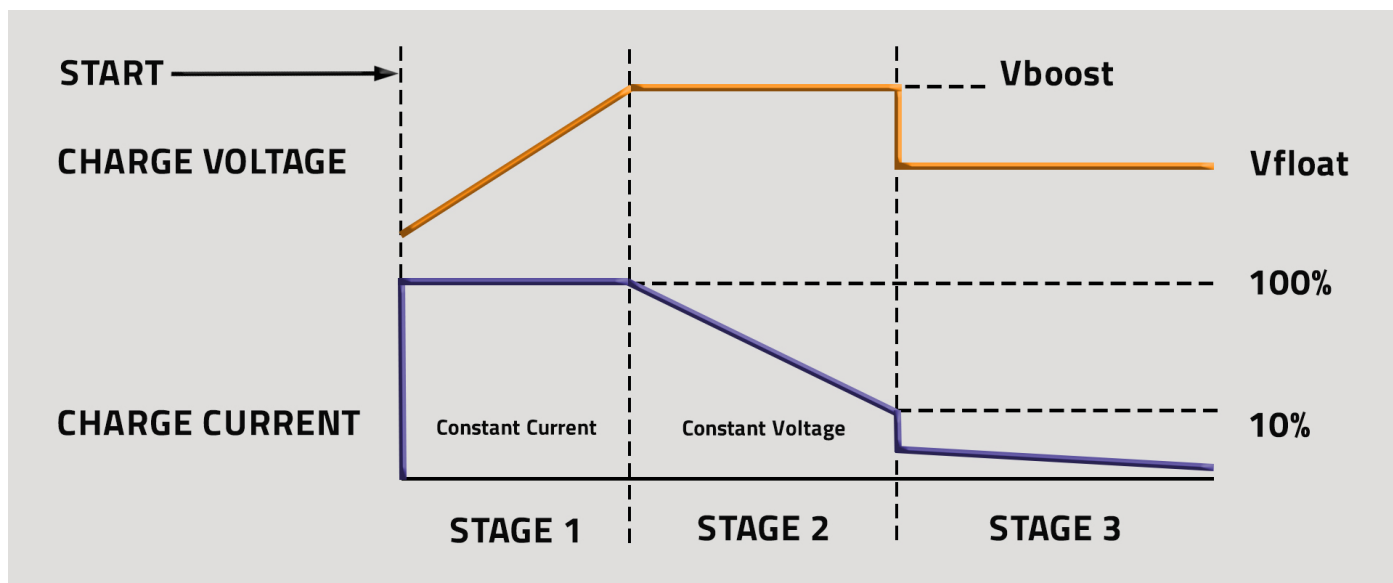 START
Vboost
CHARGE VOLTAGE
Vfloat
100%
CHARGE CURRENT
Constant Current
Constant Voltage
10%
STAGE 1
STAGE 2
STAGE 3